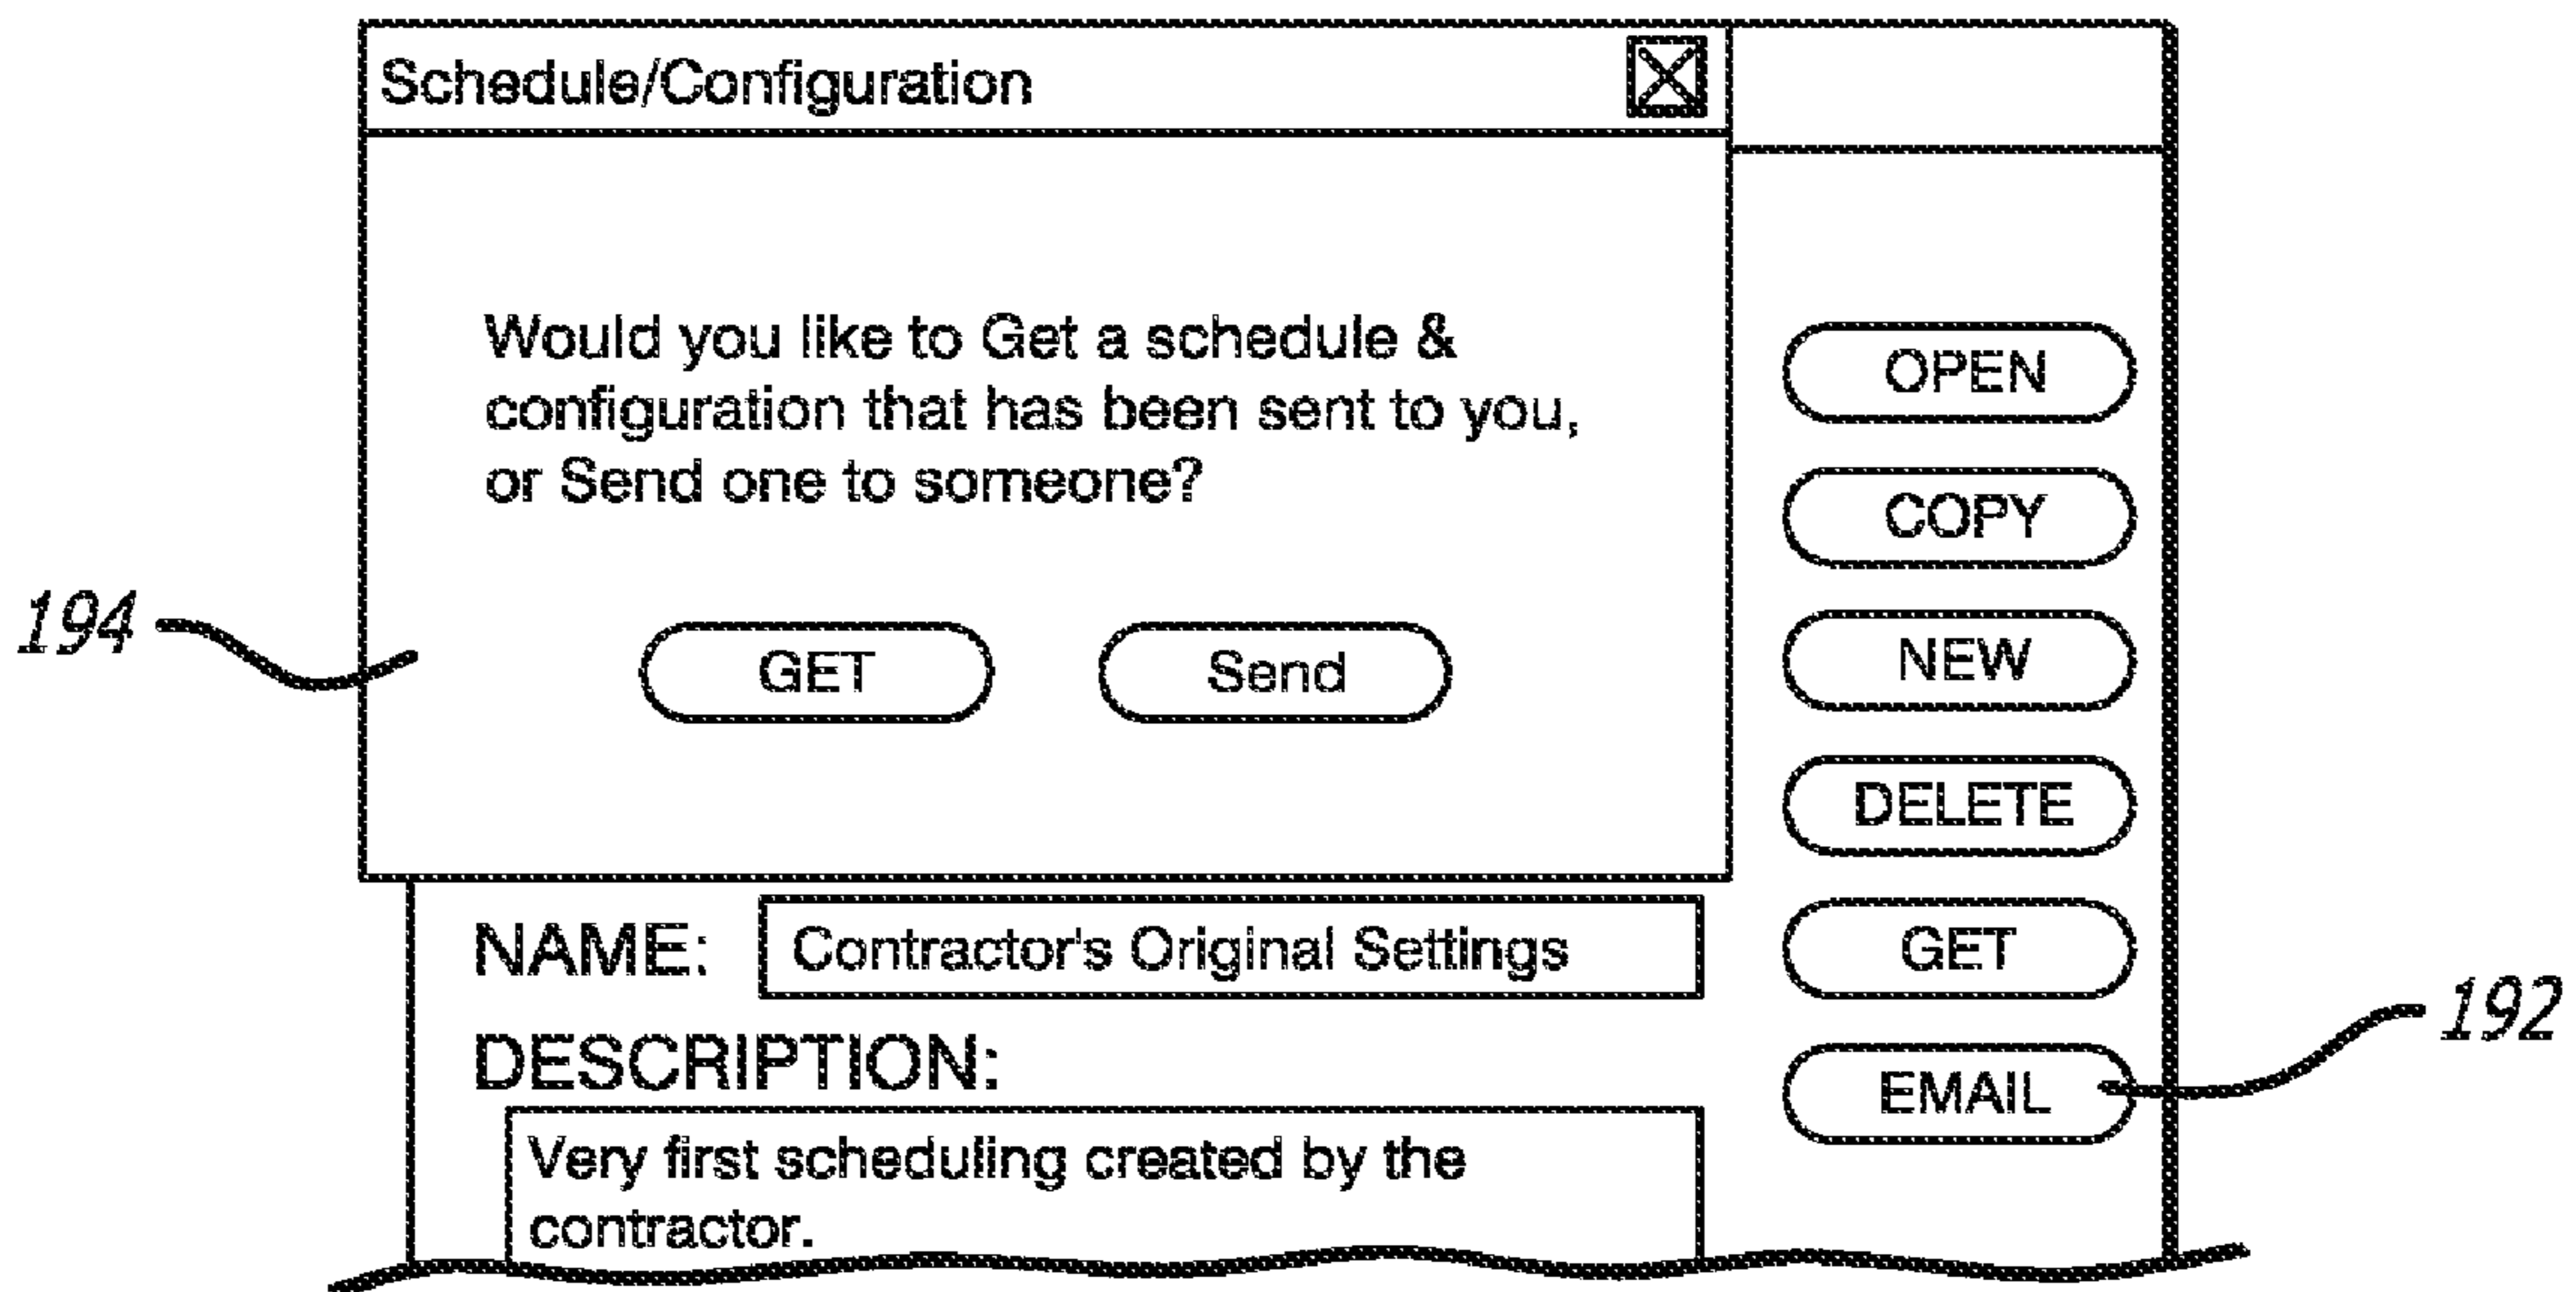 Schedule/Configuration
Would you like to Get a schedule &
configuration that has been sent to you,
or Send one to someone?
GET
Send
194
OPEN
COPY
NEW
DELETE
GET
EMAIL
192
NAME:
Contractor's Original Settings
DESCRIPTION:
Very first scheduling created by the
contractor.